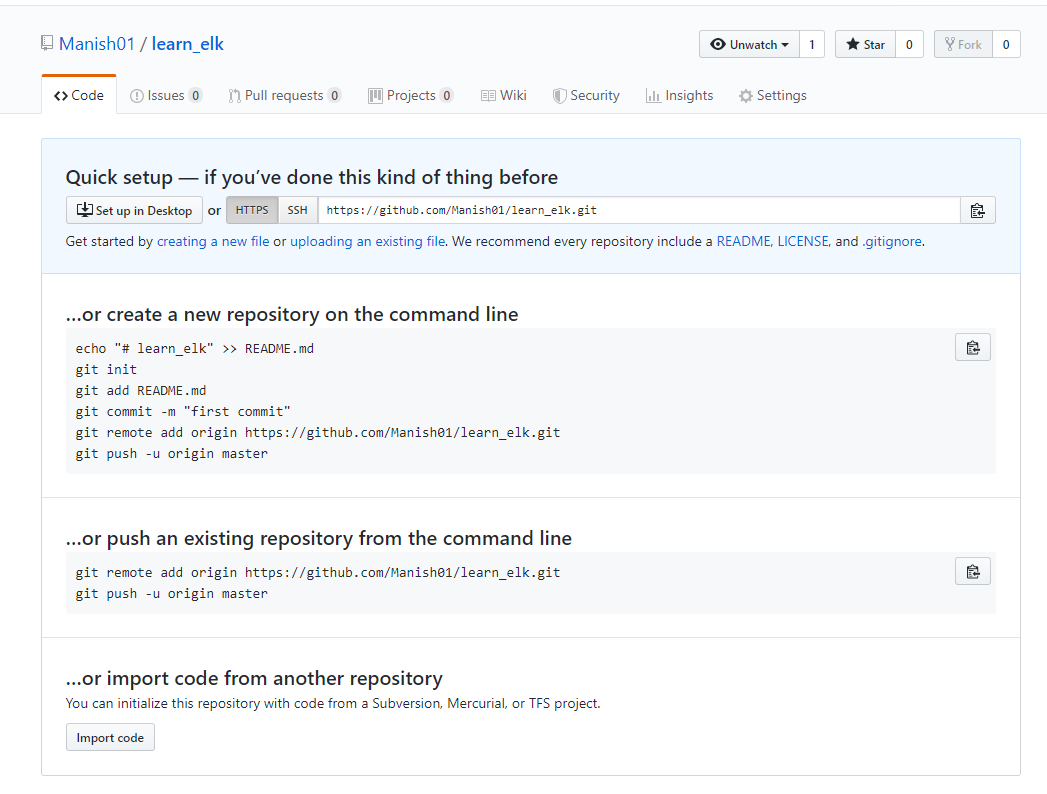 Manish01 / learn_elk
Unwatch 1 Star 0 Fork 0
Code Issues 0 Pull requests 0 Projects 0 Wiki Security Insights Settings
Quick setup — if you’ve done this kind of thing before
Set up in Desktop or HTTPS SSH https://github.com/Manish01/learn_elk.git
Get started by creating a new file or uploading an existing file. We recommend every repository include a README, LICENSE, and .gitignore.
…or create a new repository on the command line
echo "# learn_elk" >> README.md
git init
git add README.md
git commit -m "first commit"
git remote add origin https://github.com/Manish01/learn_elk.git
git push -u origin master
…or push an existing repository from the command line
git remote add origin https://github.com/Manish01/learn_elk.git
git push -u origin master
…or import code from another repository
You can initialize this repository with code from a Subversion, Mercurial, or TFS project.
Import code